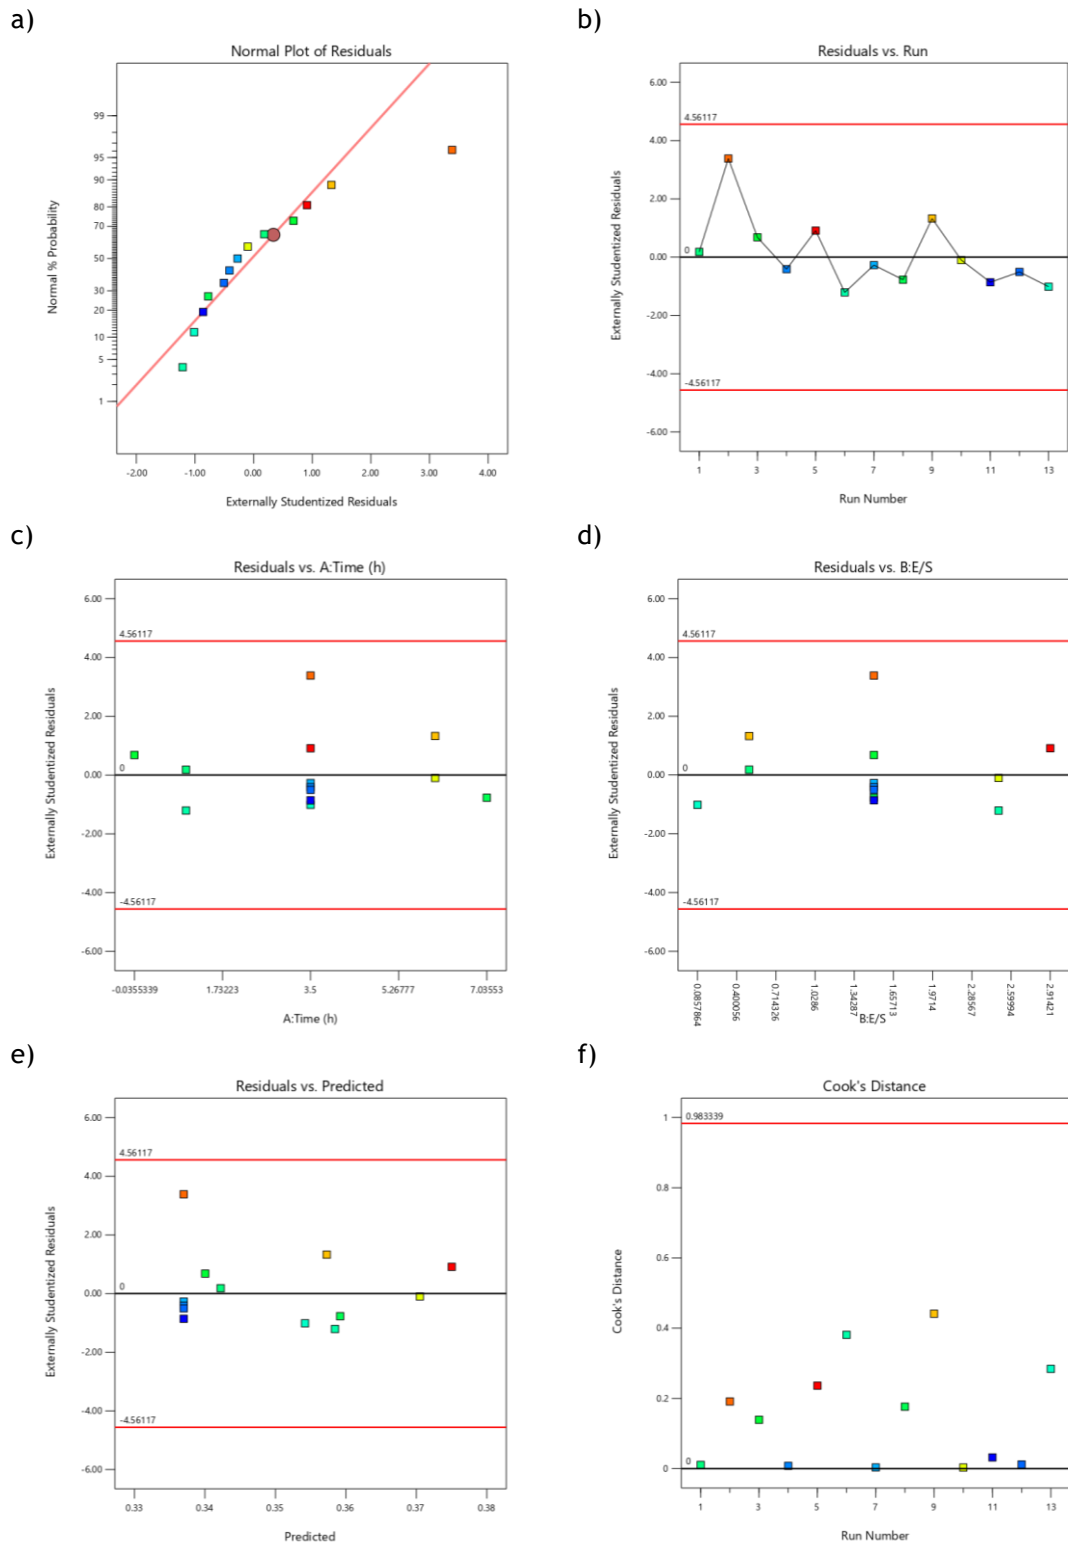 a)
Normal Plot of Residuals
99
95
90
80
70
50
30
20
10
5
1
Normal % Probability
-2.00 -1.00 0.00 1.00 2.00 3.00 4.00
Externally Studentized Residuals
b)
Residuals vs. Run
6.00
4.56117
4.00
2.00
0
0.00
-2.00
-4.00
-4.56117
-6.00
Externally Studentized Residuals
1 3 5 7 9 11 13
Run Number
c)
Residuals vs. A:Time (h)
6.00
4.56117
4.00
2.00
0
0.00
-2.00
-4.00
-4.56117
-6.00
Externally Studentized Residuals
-0.0355339 1.73223 3.5 5.26777 7.03553
A:Time (h)
d)
Residuals vs. B:E/S
6.00
4.56117
4.00
2.00
0
0.00
-2.00
-4.00
-4.56117
-6.00
Externally Studentized Residuals
0.0857864 0.400056 0.714326 1.0286 1.34287 1.65713 1.9714 2.28567 2.59994 2.91421
B:E/S
e)
Residuals vs. Predicted
6.00
4.56117
4.00
2.00
0
0.00
-2.00
-4.00
-4.56117
-6.00
Externally Studentized Residuals
0.33 0.34 0.35 0.36 0.37 0.38
Predicted
f)
Cook's Distance
1
0.983339
0.8
0.6
0.4
0.2
0
0
Cook's Distance
1 3 5 7 9 11 13
Run Number